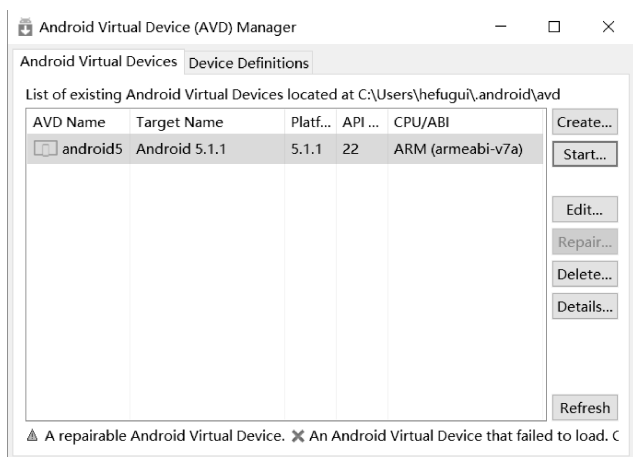 Android Virtual Device (AVD) Manager
Android Virtual Devices Device Definitions
List of existing Android Virtual Devices located at C:\Users\hefugui\.android\avd
AVD Name Target Name Platf... API ... CPU/ABI Create...
android5 Android 5.1.1 5.1.1 22 ARM (armeabi-v7a) Start...
Edit...
Repair...
Delete...
Details...
Refresh
A repairable Android Virtual Device. An Android Virtual Device that failed to load. C